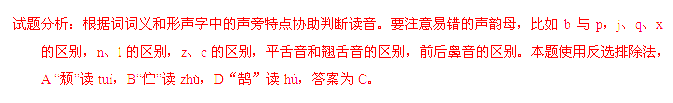 试题分析：根据词词义和形声字中的声旁特点协助判断读音。要注意易错的声韵母，比如 b 与 p，j、q、x
的区别，n、l 的区别，z、c 的区别，平舌音和翘舌音的区别，前后鼻音的区别。本题使用反选排除法，
A“颓”读 tuí，B“伫”读 zhù，D“鹄”读 hú，答案为 C。